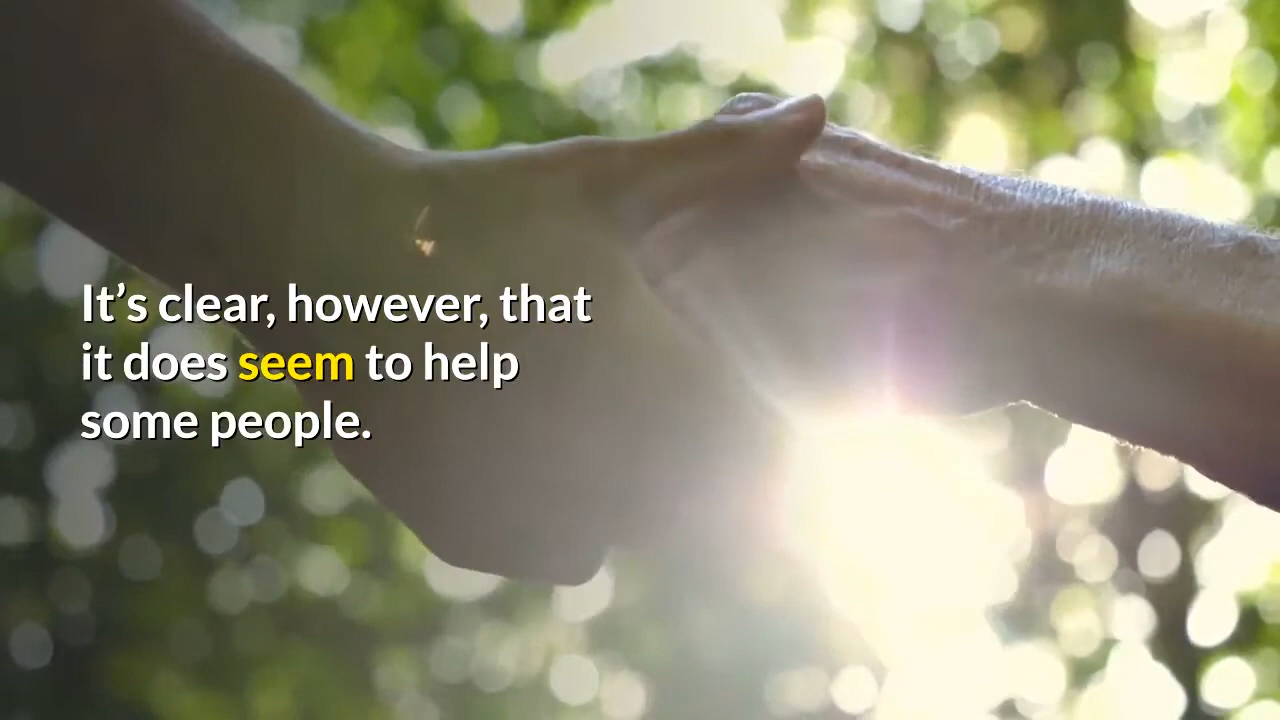 It’s clear, however, that
it does seem to help
some people.